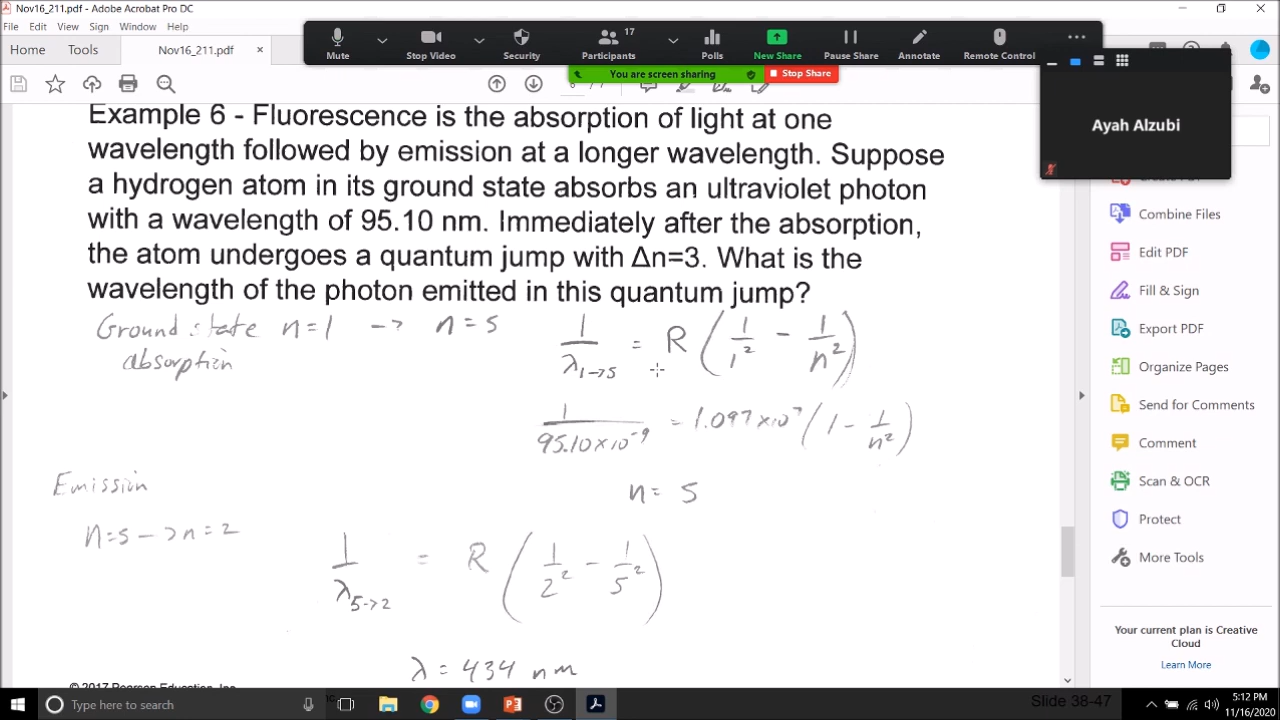 Nov16_211.pdf - Adobe Acrobat Pro DC
File Edit View Sign Window Help
Home Tools Nov16_211.pdf ×
Mute Stop Video Security Participants 17 Polls New Share Pause Share Annotate Remote Control
You are screen sharing Stop Share
Ayah Alzubi
Example 6 - Fluorescence is the absorption of light at one
wavelength followed by emission at a longer wavelength. Suppose
a hydrogen atom in its ground state absorbs an ultraviolet photon
with a wavelength of 95.10 nm. Immediately after the absorption,
the atom undergoes a quantum jump with Δn=3. What is the
wavelength of the photon emitted in this quantum jump?
Ground state n=1 --> n=5
absorption
1/λ1→5 = R (1/1² - 1/n²)
1/95.10×10⁻⁹ = 1.097×10⁷ (1 - 1/n²)
n= 5
Emission
n=5 -> n=2
1/λ5→2 = R (1/2² - 1/5²)
λ = 434 nm
© 2017 Pearson Education, Inc.
Slide 38-47
Combine Files
Edit PDF
Fill & Sign
Export PDF
Organize Pages
Send for Comments
Comment
Scan & OCR
Protect
More Tools
Your current plan is Creative
Cloud
Learn More
Type here to search
5:12 PM
11/16/2020